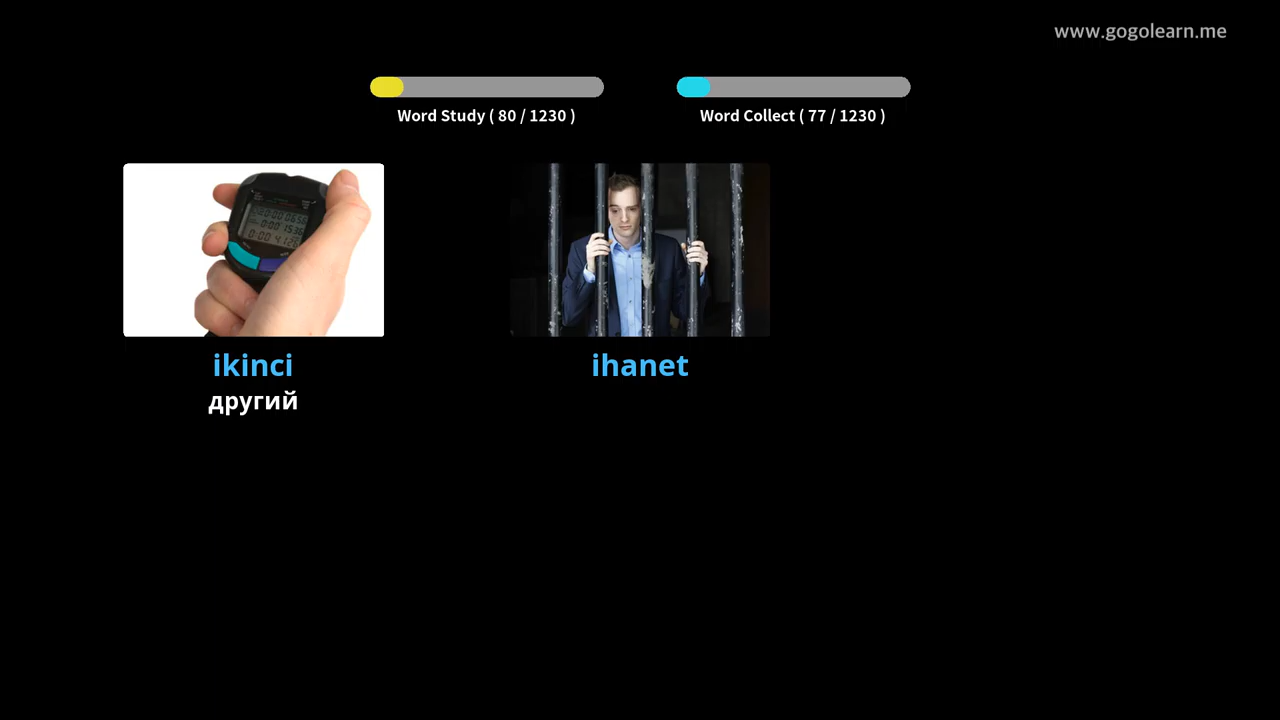 www.gogolearn.me
Word Study ( 80 / 1230 )
Word Collect ( 77 / 1230 )
ikinci
другий
ihanet